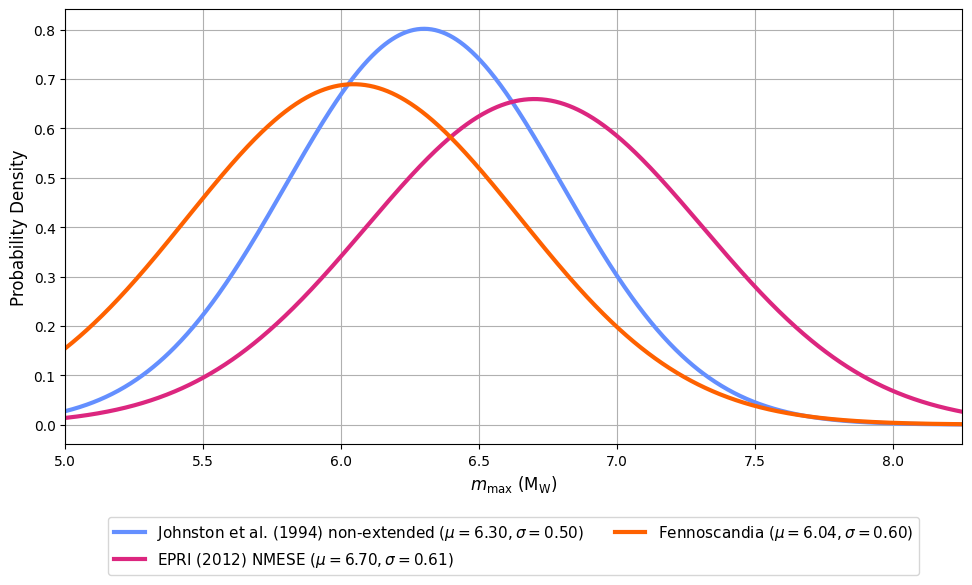 0.8
0.7
0.6
0.5
0.4
0.3
0.2
0.1
0.0
Probability Density
5.0 5.5 6.0 6.5 7.0 7.5 8.0
m_max (M_W)
Johnston et al. (1994) non-extended (μ = 6.30, σ = 0.50)
EPRI (2012) NMESE (μ = 6.70, σ = 0.61)
Fennoscandia (μ = 6.04, σ = 0.60)